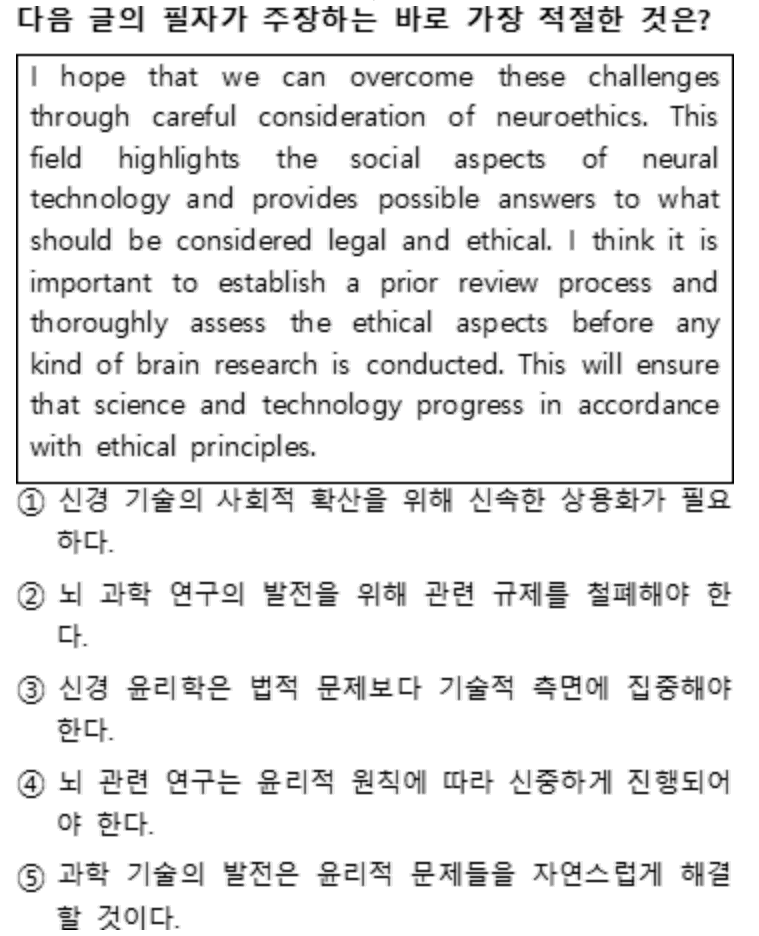 다음 글의 필자가 주장하는 바로 가장 적절한 것은?
I hope that we can overcome these challenges
through careful consideration of neuroethics. This
field highlights the social aspects of neural
technology and provides possible answers to what
should be considered legal and ethical. I think it is
important to establish a prior review process and
thoroughly assess the ethical aspects before any
kind of brain research is conducted. This will ensure
that science and technology progress in accordance
with ethical principles.
① 신경 기술의 사회적 확산을 위해 신속한 상용화가 필요
하다.
② 뇌 과학 연구의 발전을 위해 관련 규제를 철폐해야 한
다.
③ 신경 윤리학은 법적 문제보다 기술적 측면에 집중해야
한다.
④ 뇌 관련 연구는 윤리적 원칙에 따라 신중하게 진행되어
야 한다.
⑤ 과학 기술의 발전은 윤리적 문제들을 자연스럽게 해결
할 것이다.